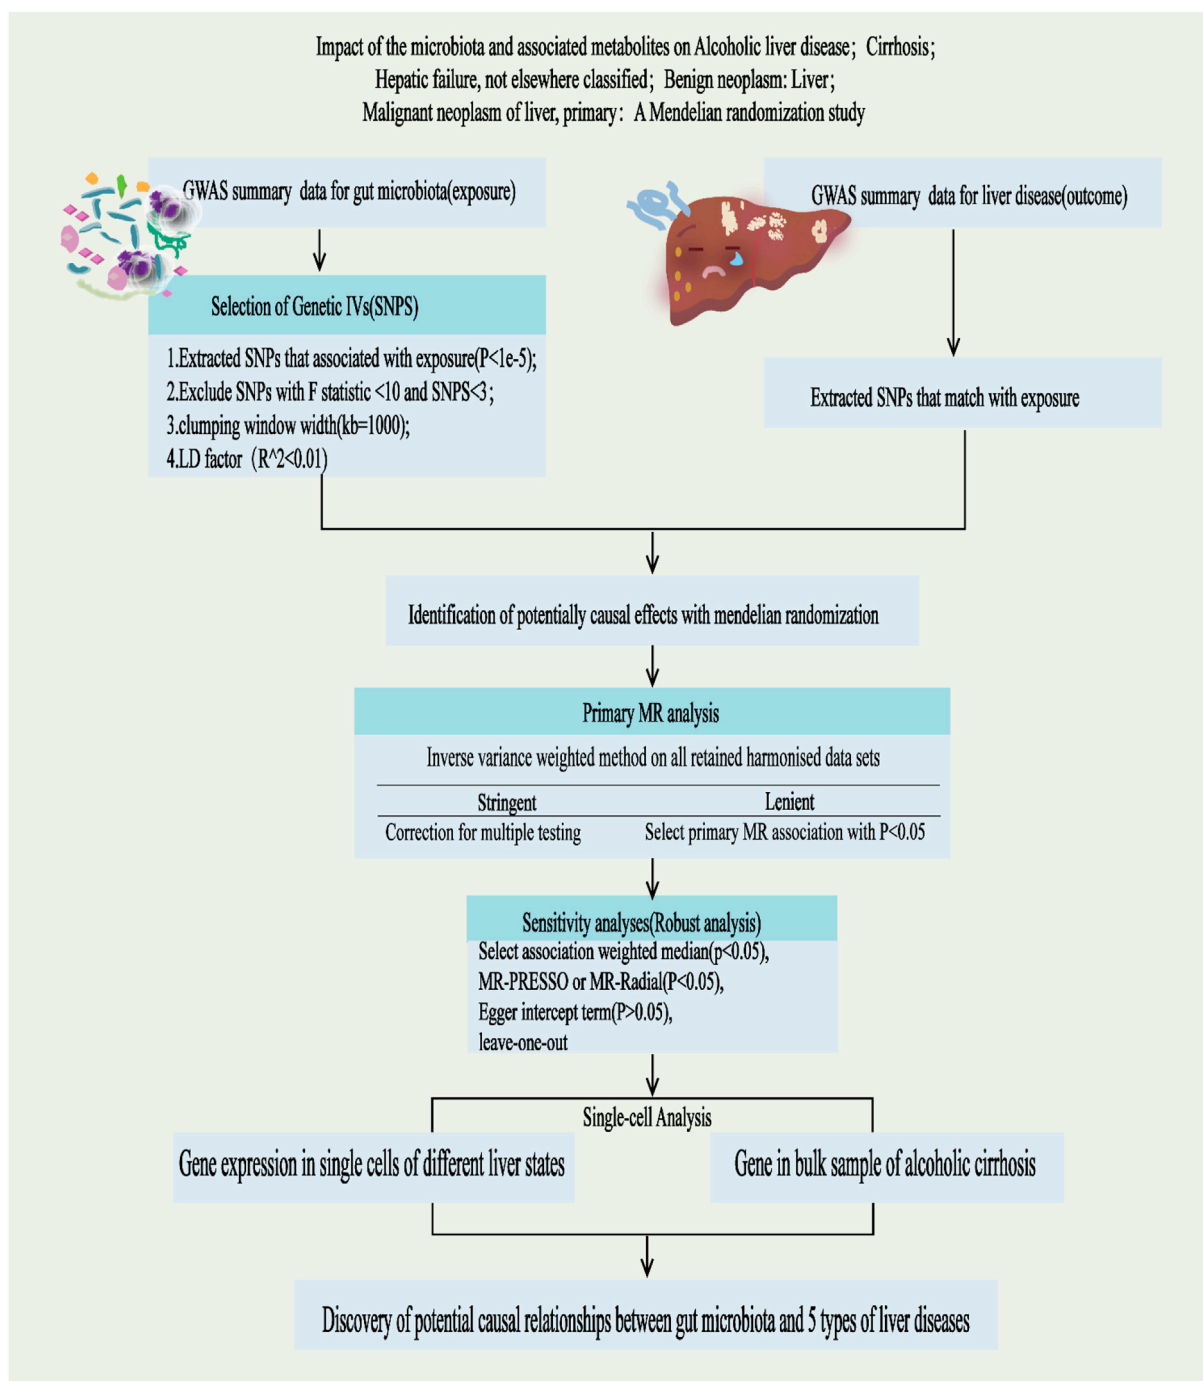 Impact of the microbiota and associated metabolites on Alcoholic liver disease; Cirrhosis;
Hepatic failure, not elsewhere classified; Benign neoplasm: Liver;
Malignant neoplasm of liver, primary: A Mendelian randomization study
GWAS summary data for gut microbiota(exposure)
GWAS summary data for liver disease(outcome)
Selection of Genetic IVs(SNPS)
1.Extracted SNPs that associated with exposure(P<1e-5);
2.Exclude SNPs with F statistic <10 and SNPS<3;
3.clumping window width(kb=1000);
4.LD factor (R^2<0.01)
Extracted SNPs that match with exposure
Identification of potentially causal effects with mendelian randomization
Primary MR analysis
Inverse variance weighted method on all retained harmonised data sets
Stringent Lenient
Correction for multiple testing Select primary MR association with P<0.05
Sensitivity analyses(Robust analysis)
Select association weighted median(p<0.05),
MR-PRESSO or MR-Radial(P<0.05),
Egger intercept term(P>0.05),
leave-one-out
Single-cell Analysis
Gene expression in single cells of different liver states
Gene in bulk sample of alcoholic cirrhosis
Discovery of potential causal relationships between gut microbiota and 5 types of liver diseases